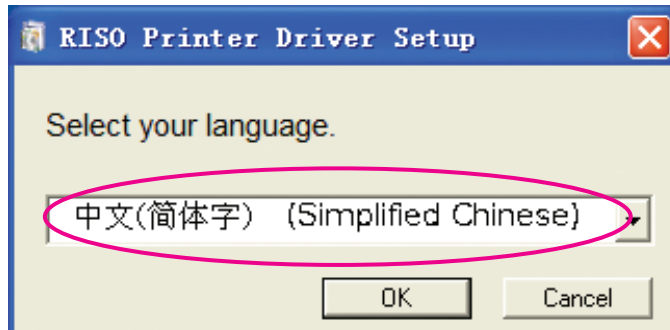 RISO Printer Driver Setup
Select your language.
中文(简体字) (Simplified Chinese)
OK Cancel